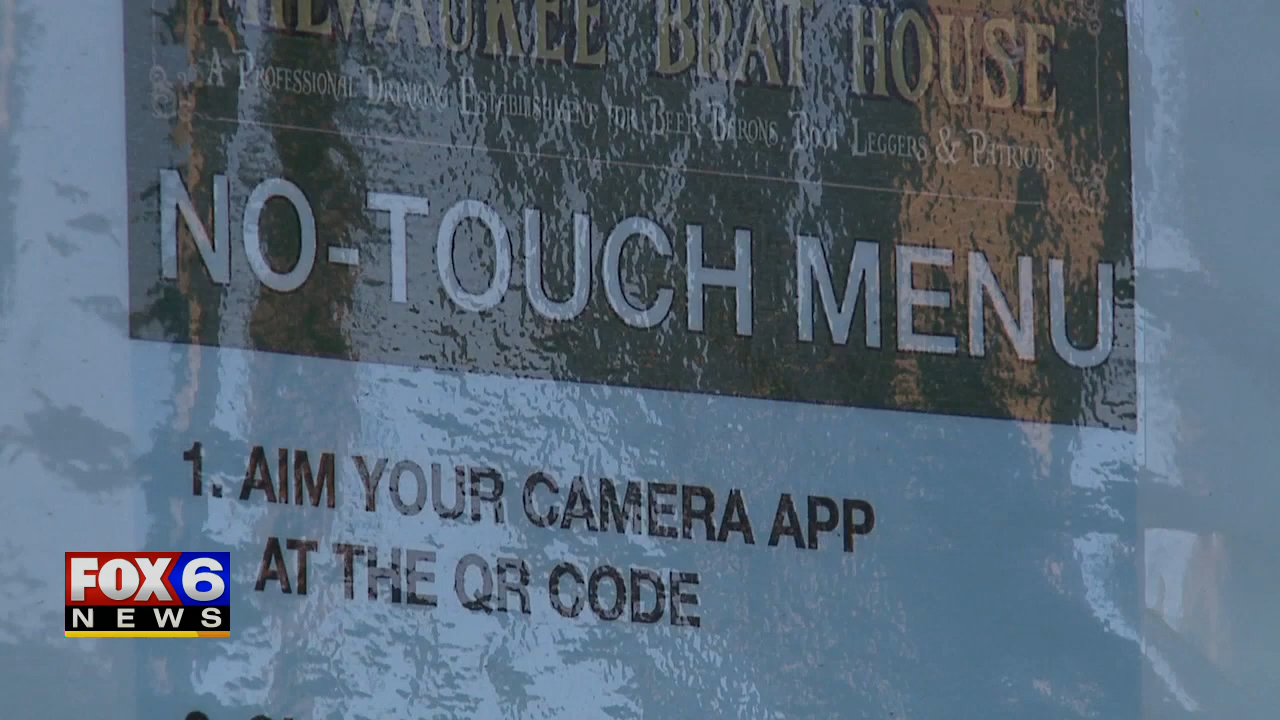 MILWAUKEE BRAT HOUSE
A PROFESSIONAL DRINKING ESTABLISHMENT FOR BEER BARONS, BOOT LEGGERS & PATRIOTS
NO-TOUCH MENU
1. AIM YOUR CAMERA APP
AT THE QR CODE
FOX 6
NEWS